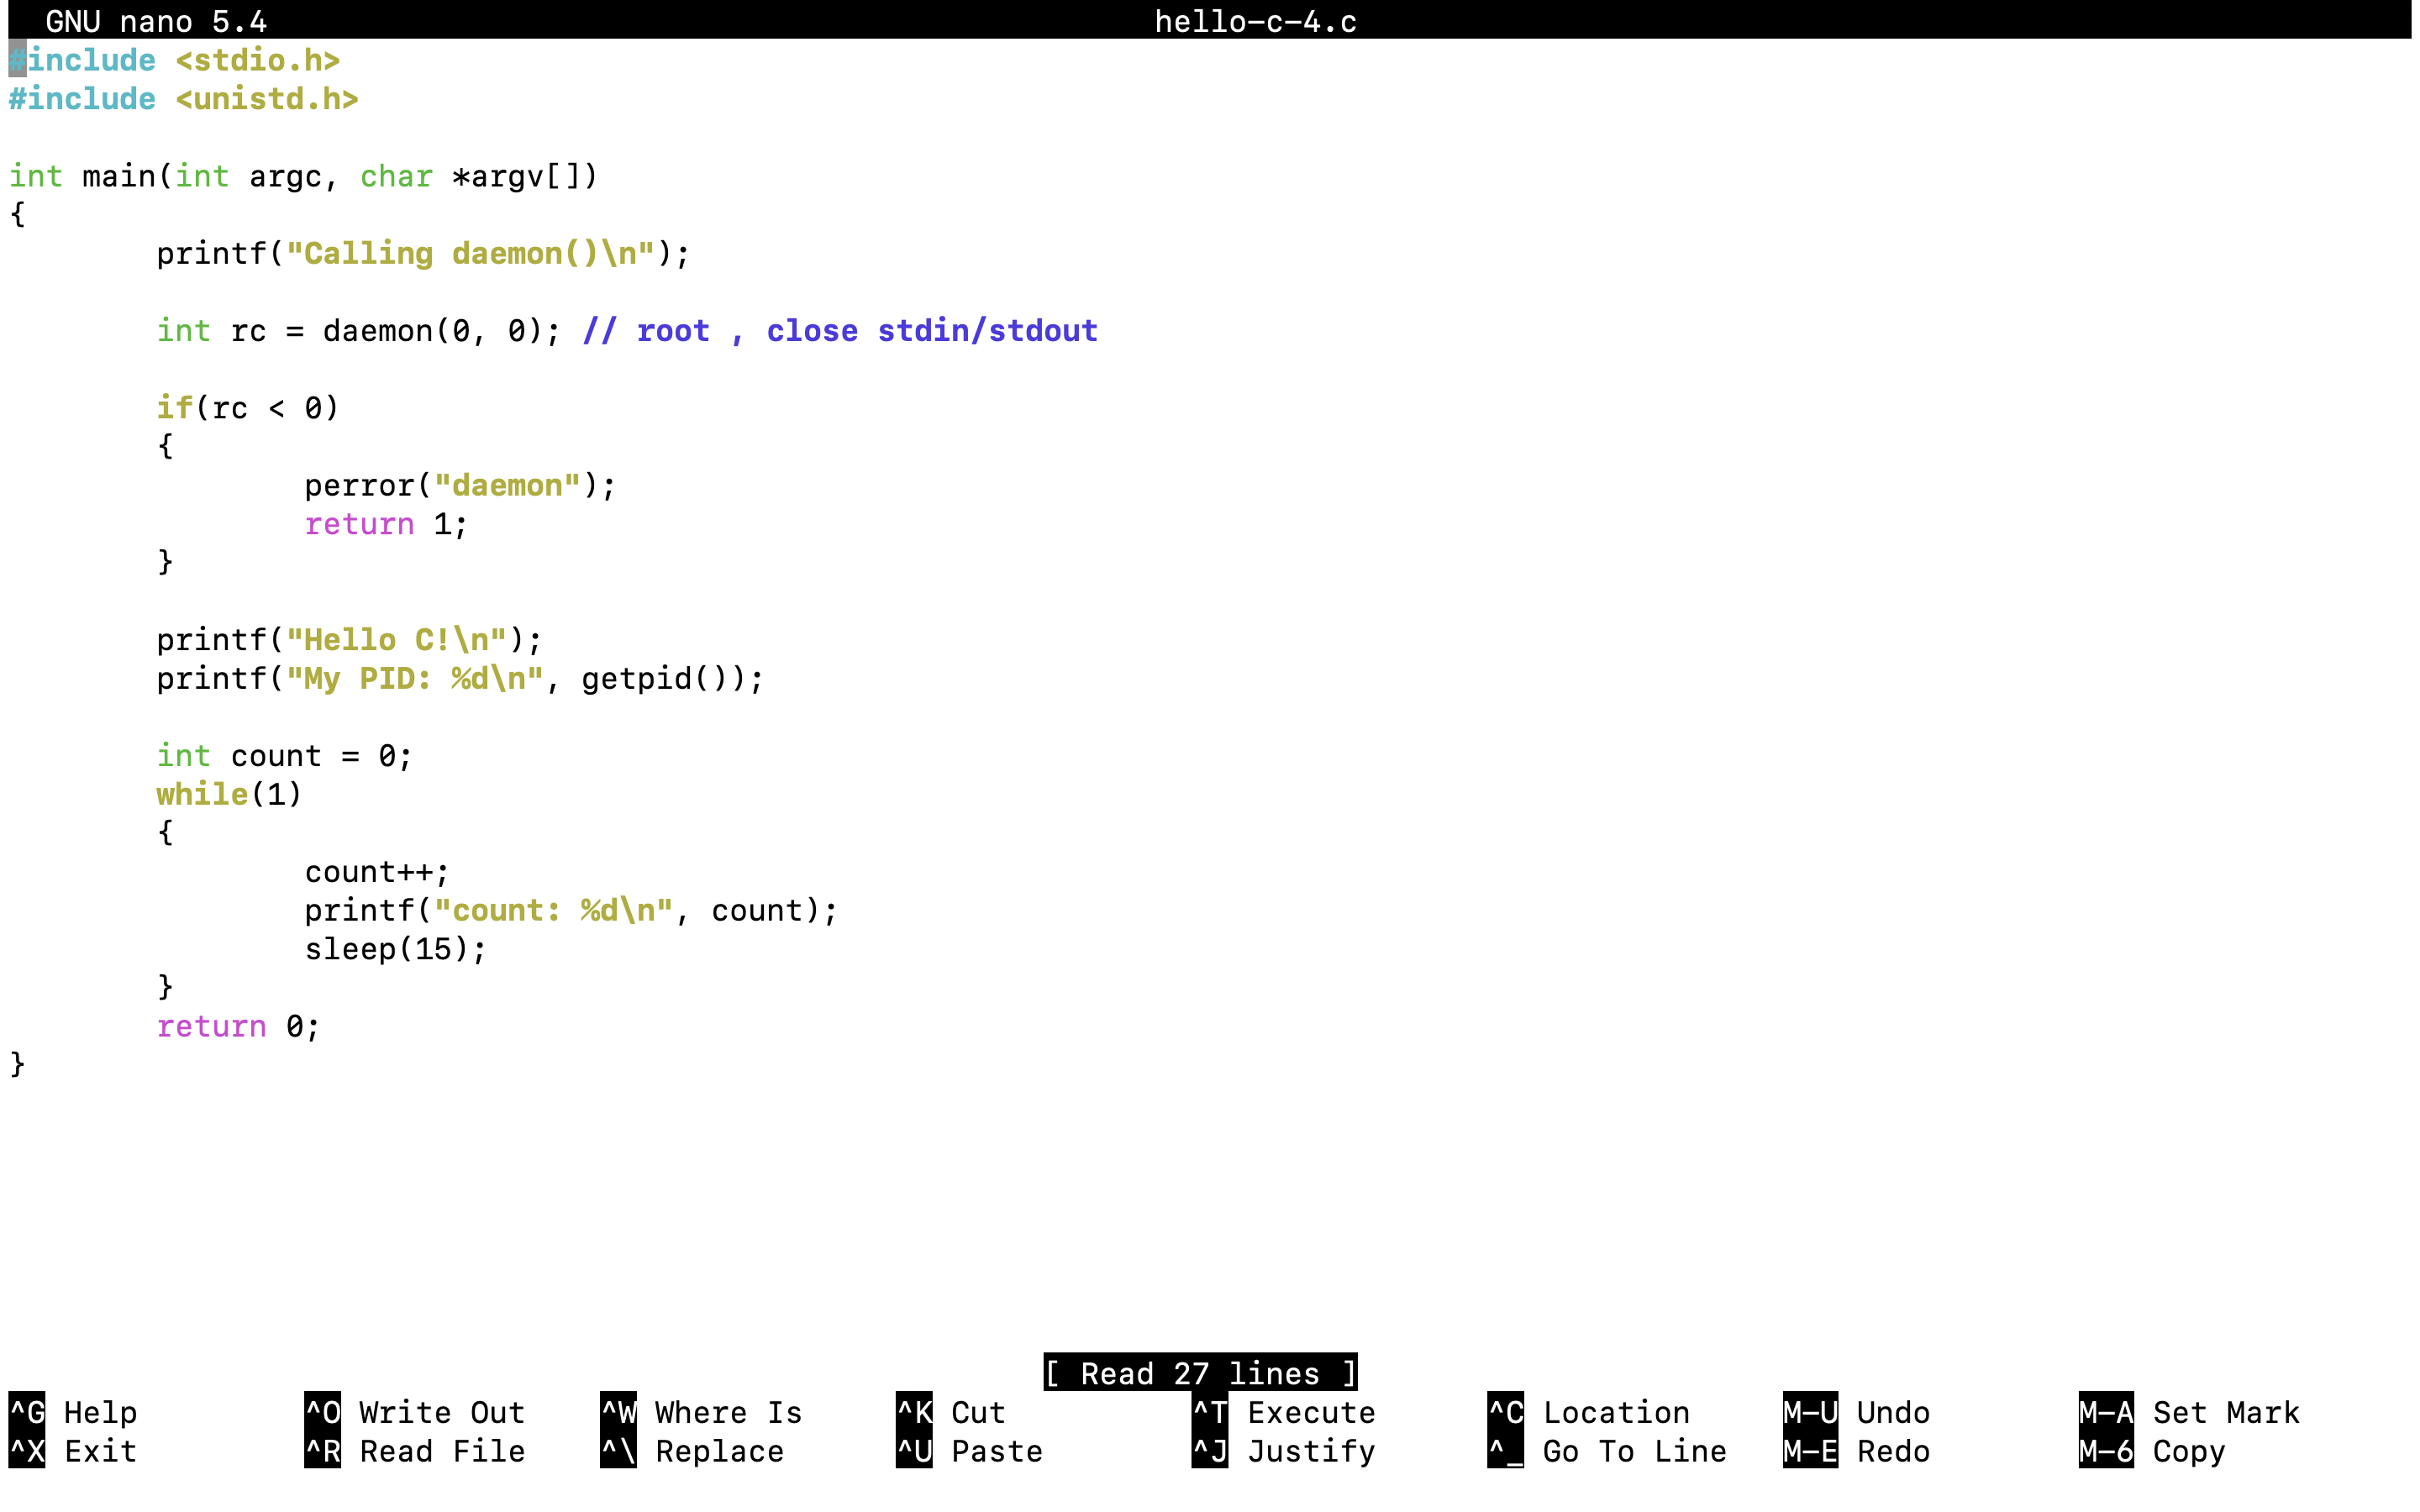 GNU nano 5.4 hello-c-4.c
#include <stdio.h>
#include <unistd.h>
int main(int argc, char *argv[])
{
printf("Calling daemon()\n");
int rc = daemon(0, 0); // root , close stdin/stdout
if(rc < 0)
{
perror("daemon");
return 1;
}
printf("Hello C!\n");
printf("My PID: %d\n", getpid());
int count = 0;
while(1)
{
count++;
printf("count: %d\n", count);
sleep(15);
}
return 0;
}
[ Read 27 lines ]
^G Help ^O Write Out ^W Where Is ^K Cut ^T Execute ^C Location M-U Undo M-A Set Mark
^X Exit ^R Read File ^\ Replace ^U Paste ^J Justify ^_ Go To Line M-E Redo M-6 Copy